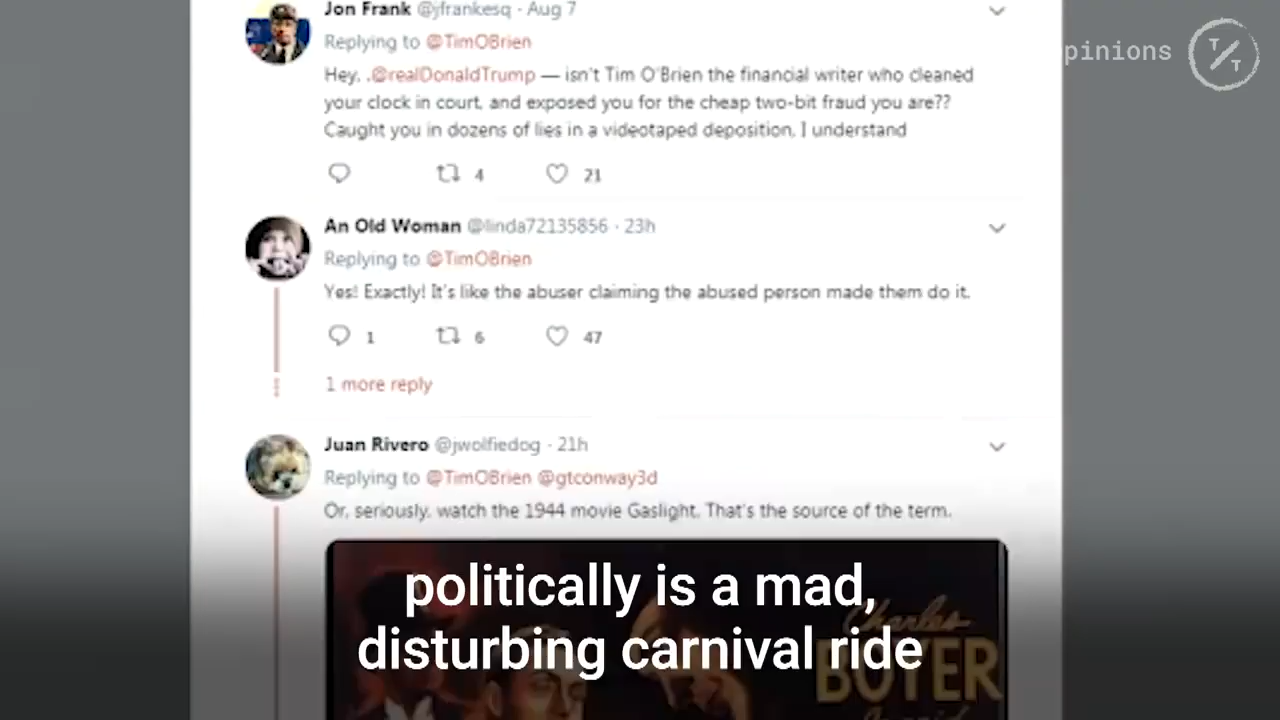 Jon Frank @jfrankesq · Aug 7
pinions
T/T
Replying to @TimOBrien
Hey, .@realDonaldTrump — isn't Tim O'Brien the financial writer who cleaned
your clock in court, and exposed you for the cheap two-bit fraud you are??
Caught you in dozens of lies in a videotaped deposition, I understand
4 21
An Old Woman @linda72135856 · 23h
Replying to @TimOBrien
Yes! Exactly! It's like the abuser claiming the abused person made them do it.
1 6 47
1 more reply
Juan Rivero @jwolfiedog · 21h
Replying to @TimOBrien @gtconway3d
Or, seriously, watch the 1944 movie Gaslight. That's the source of the term.
politically is a mad,
disturbing carnival ride
Charles
BOYER